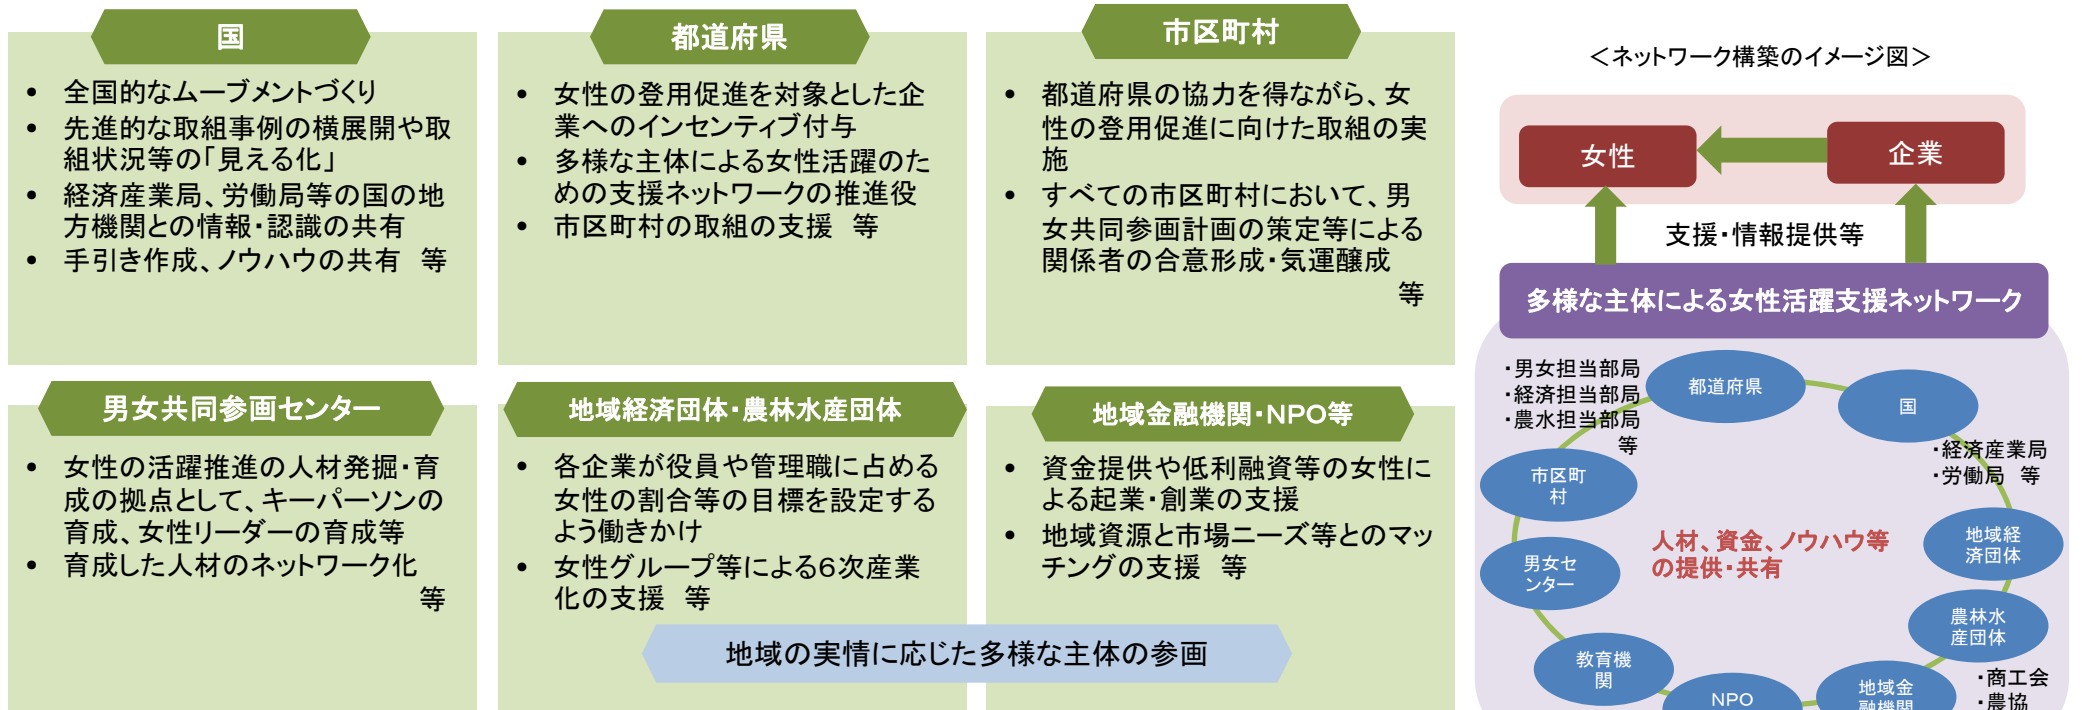 国
・ 全国的なムーブメントづくり
・ 先進的な取組事例の横展開や取
組状況等の「見える化」
・ 経済産業局、労働局等の国の地
方機関との情報・認識の共有
・ 手引き作成、ノウハウの共有　等
都道府県
・ 女性の登用促進を対象とした企
業へのインセンティブ付与
・ 多様な主体による女性活躍のた
めの支援ネットワークの推進役
・ 市区町村の取組の支援　等
市区町村
・ 都道府県の協力を得ながら、女
性の登用促進に向けた取組の実
施
・ すべての市区町村において、男
女共同参画計画の策定等による
関係者の合意形成・気運醸成
等
男女共同参画センター
・ 女性の活躍推進の人材発掘・育
成の拠点として、キーパーソンの
育成、女性リーダーの育成等
・ 育成した人材のネットワーク化
等
地域経済団体・農林水産団体
・ 各企業が役員や管理職に占める
女性の割合等の目標を設定する
よう働きかけ
・ 女性グループ等による６次産業
化の支援　等
地域金融機関・ＮＰＯ等
・ 資金提供や低利融資等の女性に
よる起業・創業の支援
・ 地域資源と市場ニーズ等とのマッ
チングの支援　等
地域の実情に応じた多様な主体の参画
＜ネットワーク構築のイメージ図＞
女性
企業
支援・情報提供等
多様な主体による女性活躍支援ネットワーク
・男女担当部局
・経済担当部局
・農水担当部局
等
都道府県
国
・経済産業局
・労働局　等
市区町
村
人材、資金、ノウハウ等
の提供・共有
地域経
済団体
男女セ
ンター
農林水
産団体
教育機
関
・商工会
・農協
NPO
地域金
融機関